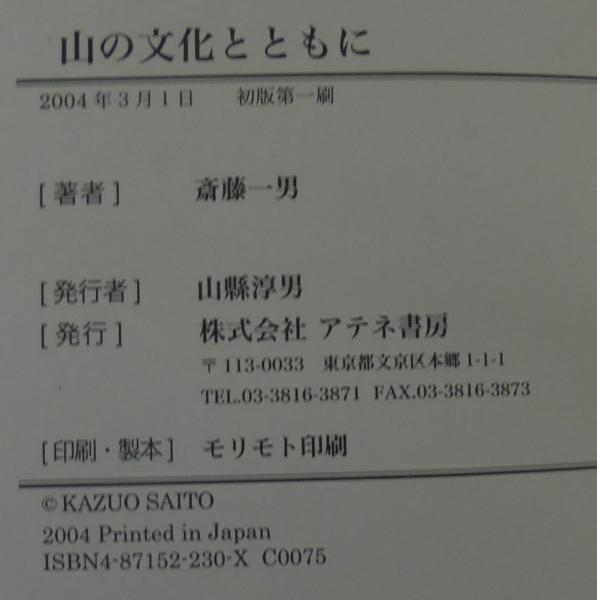 山の文化とともに
2004年3月1日　初版第一刷
[著者]　斎藤一男
[発行者]　山縣淳男
[発行]　株式会社 アテネ書房
〒113-0033　東京都文京区本郷1-1-1
TEL.03-3816-3871 FAX.03-3816-3873
[印刷・製本]　モリモト印刷
© KAZUO SAITO
2004 Printed in Japan
ISBN4-87152-230-X C0075